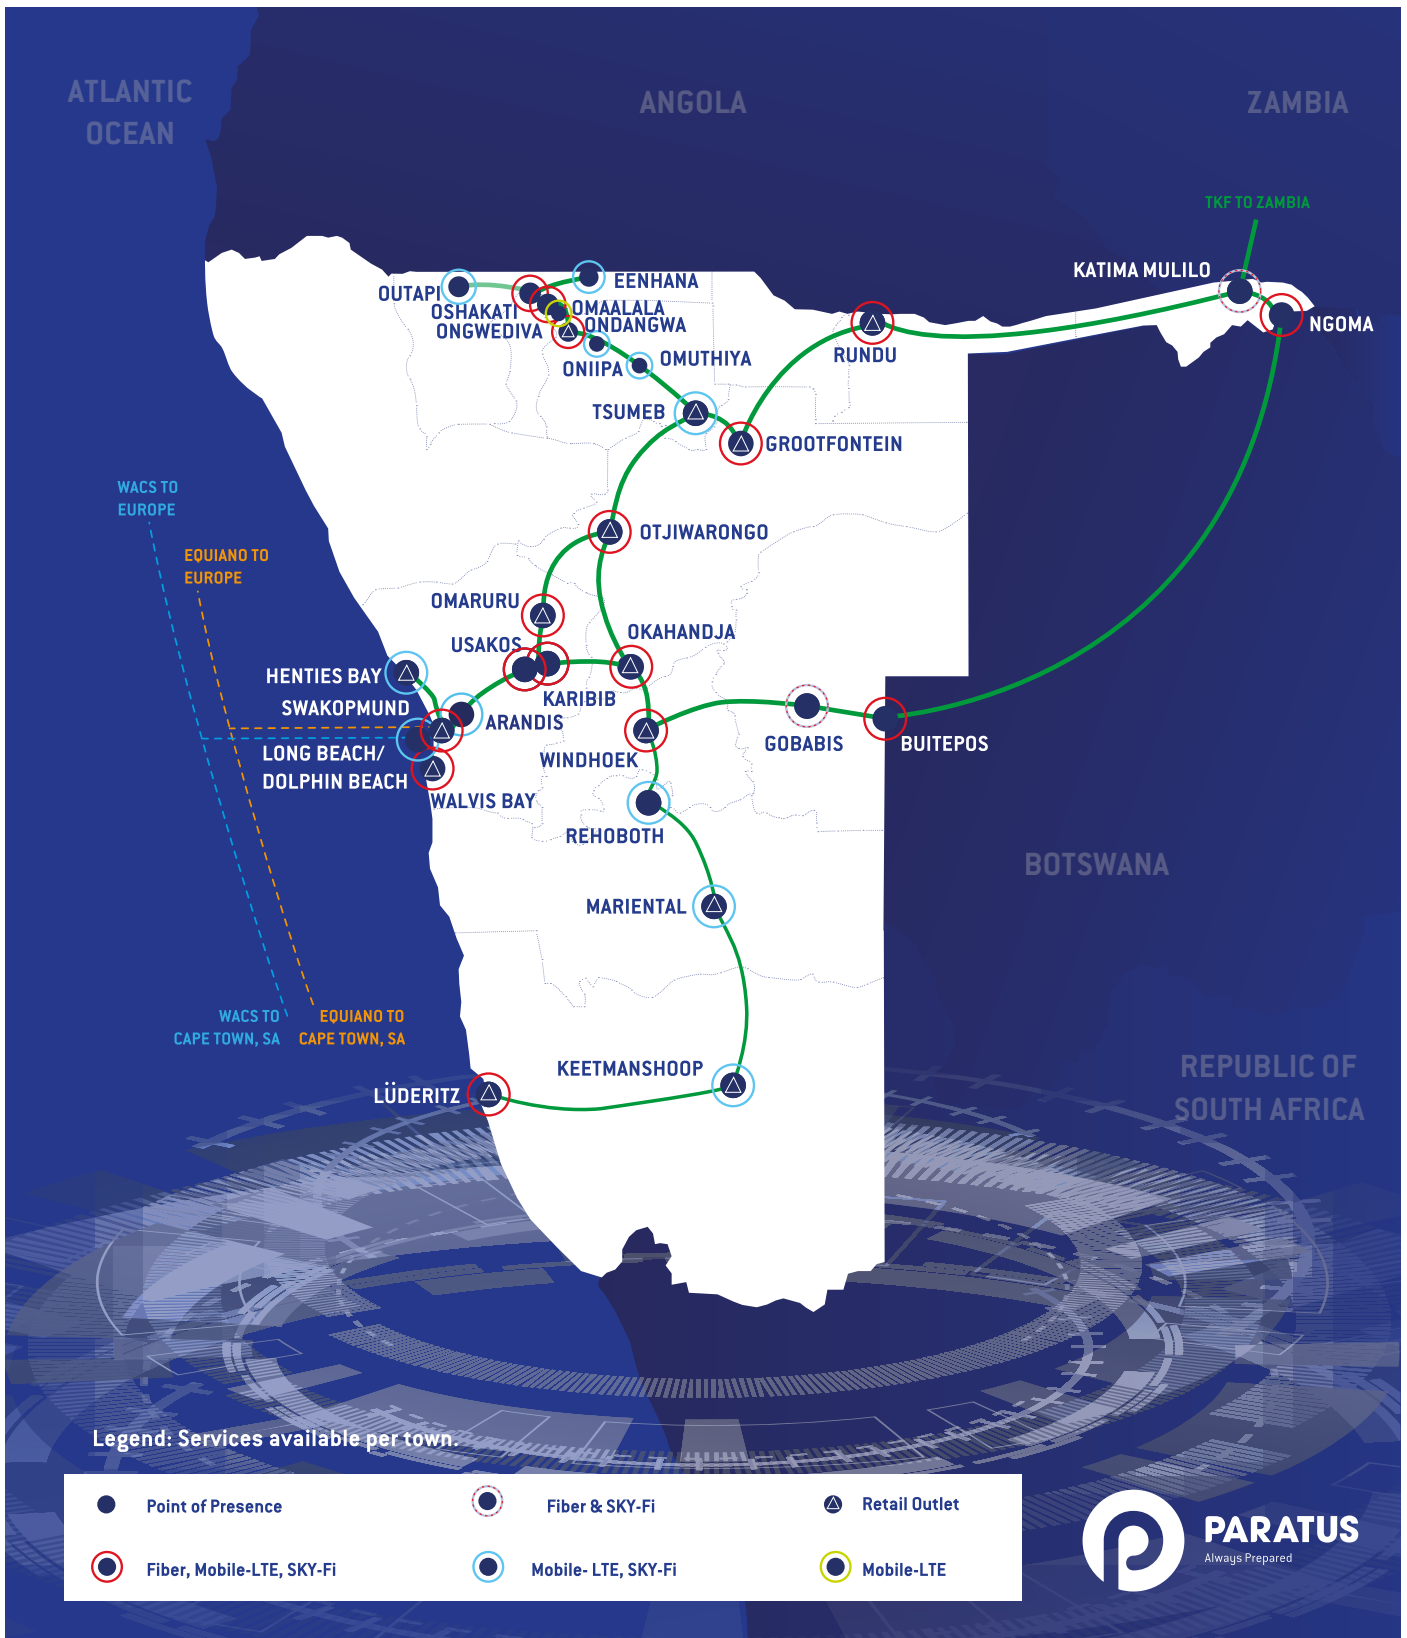 ATLANTIC
OCEAN
ANGOLA
ZAMBIA
TKF TO ZAMBIA
KATIMA MULILO
NGOMA
EENHANA
OUTAPI
OSHAKATI
OMAALALA
ONGWEDIVA
ONDANGWA
ONIIPA
OMUTHIYA
RUNDU
TSUMEB
GROOTFONTEIN
WACS TO
EUROPE
EQUIANO TO
EUROPE
OTJIWARONGO
OMARURU
USAKOS
OKAHANDJA
HENTIES BAY
KARIBIB
SWAKOPMUND
ARANDIS
LONG BEACH/
DOLPHIN BEACH
WALVIS BAY
WINDHOEK
GOBABIS
BUITEPOS
REHOBOTH
BOTSWANA
MARIENTAL
WACS TO
CAPE TOWN, SA
EQUIANO TO
CAPE TOWN, SA
KEETMANSHOOP
LÜDERITZ
REPUBLIC OF
SOUTH AFRICA
Legend: Services available per town.
Point of Presence
Fiber & SKY-Fi
Retail Outlet
Fiber, Mobile-LTE, SKY-Fi
Mobile- LTE, SKY-Fi
Mobile-LTE
PARATUS
Always Prepared